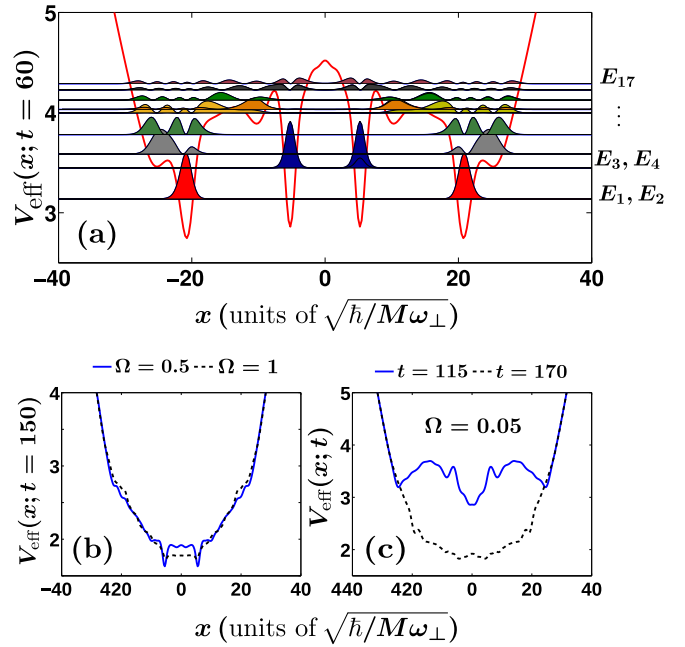 5
4
3
V_eff(x; t = 60)
E_17
⋮
E_3, E_4
E_1, E_2
(a)
−40 −20 0 20 40
x (units of √ħ/Mω_⊥)
Ω = 0.5 Ω = 1
t = 115 t = 170
4
3
2
V_eff(x; t = 150)
(b)
40 420 0 20 40
5
4
3
2
V_eff(x; t)
Ω = 0.05
(c)
440 420 0 20 40
x (units of √ħ/Mω_⊥)